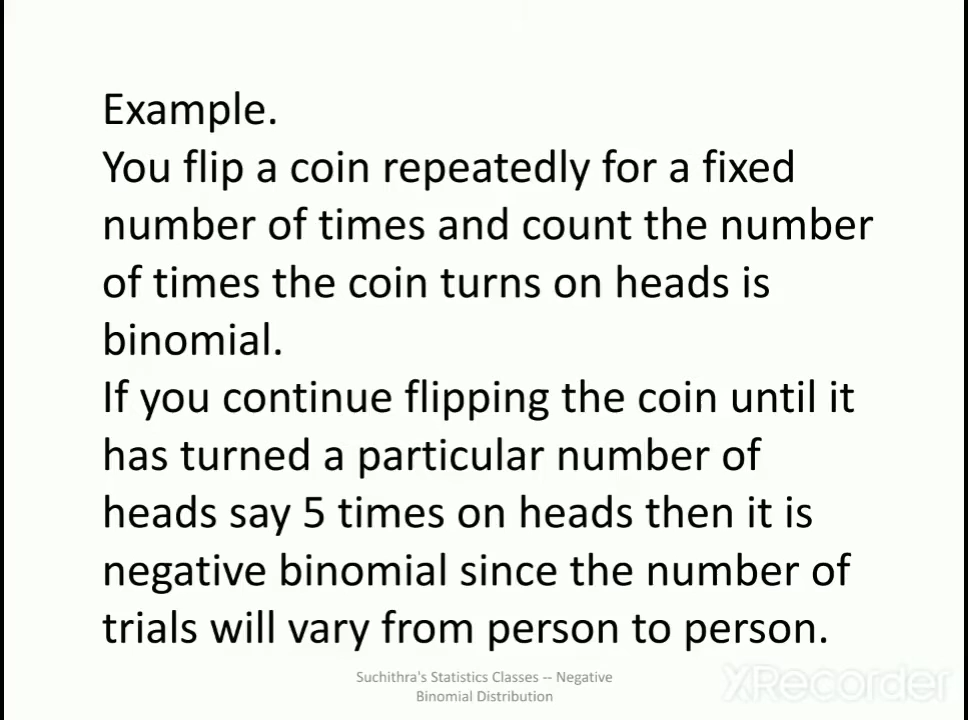 Example.
You flip a coin repeatedly for a fixed
number of times and count the number
of times the coin turns on heads is
binomial.
If you continue flipping the coin until it
has turned a particular number of
heads say 5 times on heads then it is
negative binomial since the number of
trials will vary from person to person.
Suchithra's Statistics Classes -- Negative
Binomial Distribution
XRecorder